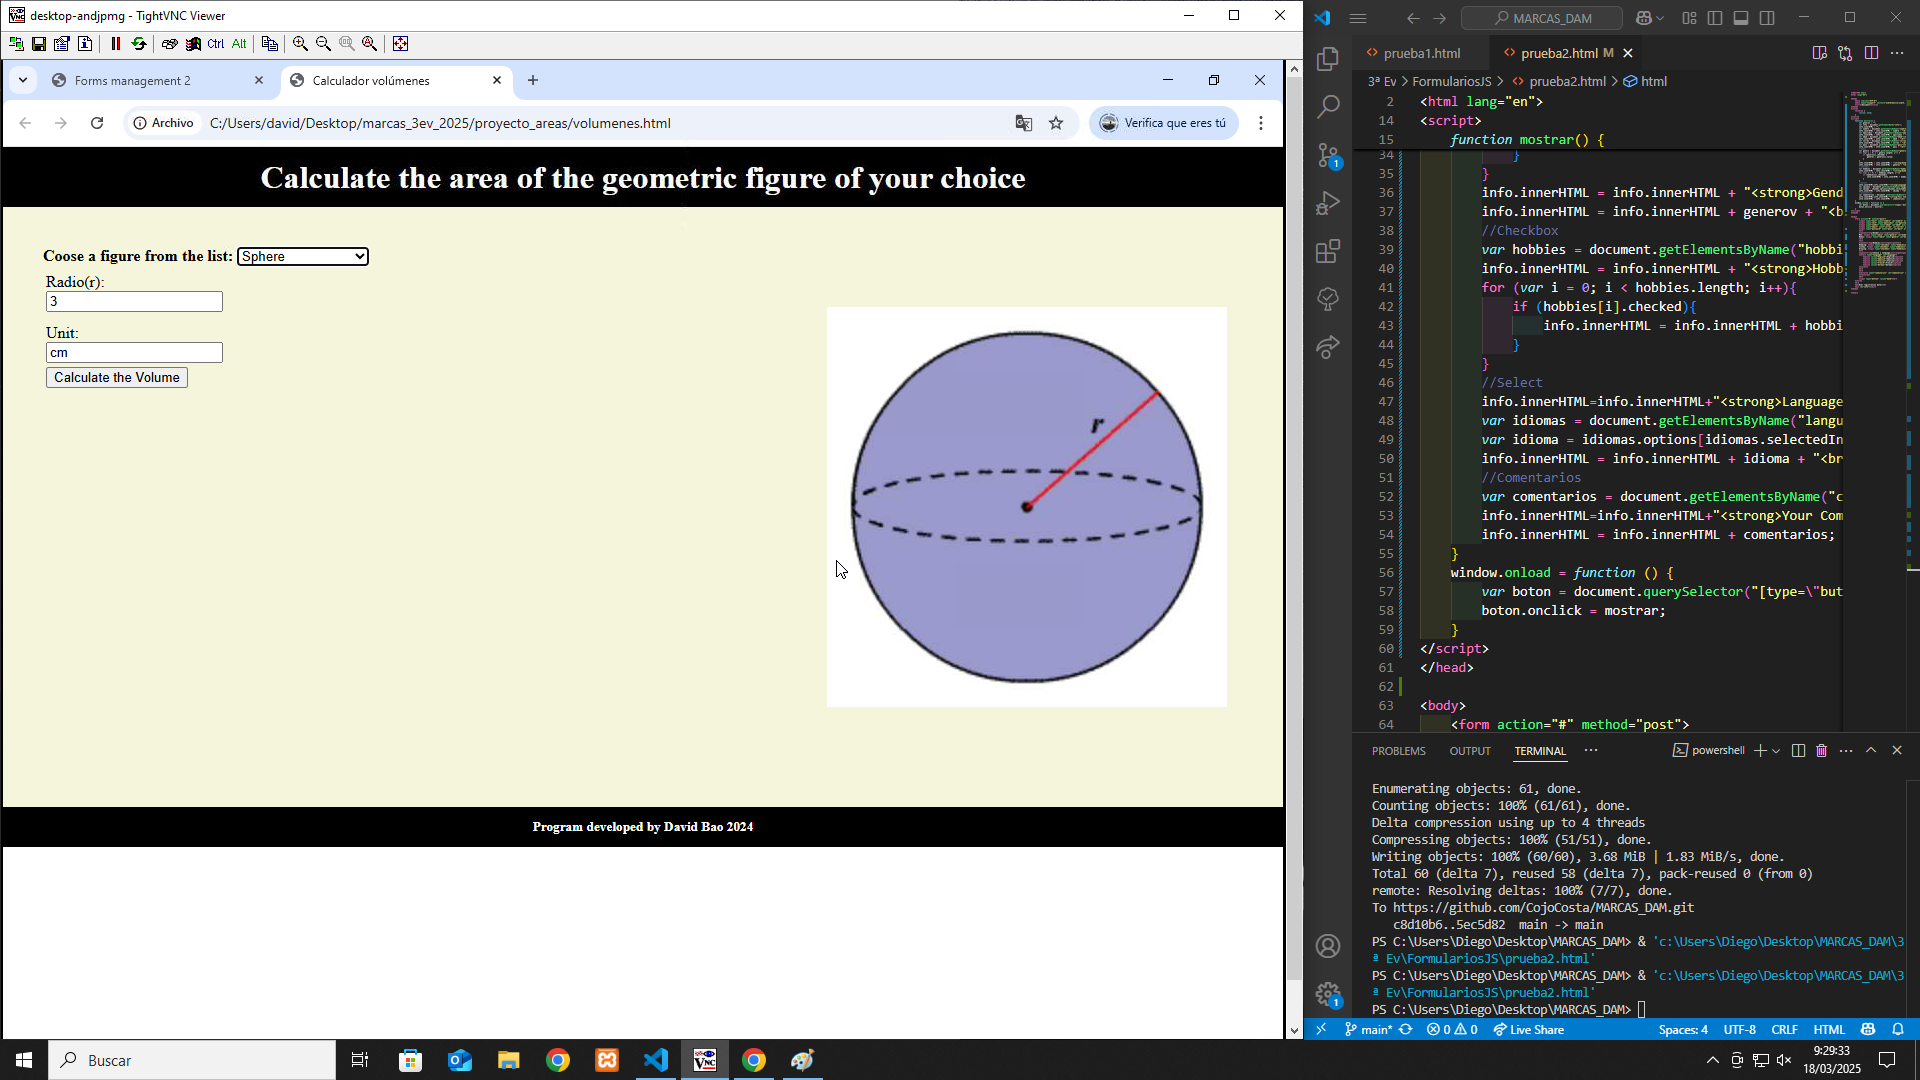 desktop-andjpmg - TightVNC Viewer
Ctrl Alt
Forms management 2
Calculador volúmenes
Archivo
C:/Users/david/Desktop/marcas_3ev_2025/proyecto_areas/volumenes.html
Verifica que eres tú
Calculate the area of the geometric figure of your choice
Coose a figure from the list: Sphere
Radio(r):
3
Unit:
cm
Calculate the Volume
r
Program developed by David Bao 2024
MARCAS_DAM
prueba1.html
prueba2.html M
3ª Ev > FormulariosJS > prueba2.html > html
2 <html lang="en">
14 <script>
15 function mostrar() {
34 }
35 }
36 info.innerHTML = info.innerHTML + "<strong>Gend
37 info.innerHTML = info.innerHTML + generov + "<b
38 //Checkbox
39 var hobbies = document.getElementsByName("hobbi
40 info.innerHTML = info.innerHTML + "<strong>Hobb
41 for (var i = 0; i < hobbies.length; i++){
42 if (hobbies[i].checked){
43 info.innerHTML = info.innerHTML + hobbi
44 }
45 }
46 //Select
47 info.innerHTML=info.innerHTML+"<strong>Language
48 var idiomas = document.getElementsByName("langu
49 var idioma = idiomas.options[idiomas.selectedIn
50 info.innerHTML = info.innerHTML + idioma + "<br
51 //Comentarios
52 var comentarios = document.getElementsByName("c
53 info.innerHTML=info.innerHTML+"<strong>Your Com
54 info.innerHTML = info.innerHTML + comentarios;
55 }
56 window.onload = function () {
57 var boton = document.querySelector("[type=\"but
58 boton.onclick = mostrar;
59 }
60 </script>
61 </head>
62
63 <body>
64 <form action="#" method="post">
PROBLEMS OUTPUT TERMINAL ··· powershell
Enumerating objects: 61, done.
Counting objects: 100% (61/61), done.
Delta compression using up to 4 threads
Compressing objects: 100% (51/51), done.
Writing objects: 100% (60/60), 3.68 MiB | 1.83 MiB/s, done.
Total 60 (delta 7), reused 58 (delta 7), pack-reused 0 (from 0)
remote: Resolving deltas: 100% (7/7), done.
To https://github.com/CojoCosta/MARCAS_DAM.git
c8d10b6..5ec5d82 main -> main
PS C:\Users\Diego\Desktop\MARCAS_DAM> & 'c:\Users\Diego\Desktop\MARCAS_DAM\3
ª Ev\FormulariosJS\prueba2.html'
PS C:\Users\Diego\Desktop\MARCAS_DAM> & 'c:\Users\Diego\Desktop\MARCAS_DAM\3
ª Ev\FormulariosJS\prueba2.html'
PS C:\Users\Diego\Desktop\MARCAS_DAM>
1
1
main* 0 0 Live Share Spaces: 4 UTF-8 CRLF HTML
Buscar
9:29:33
18/03/2025